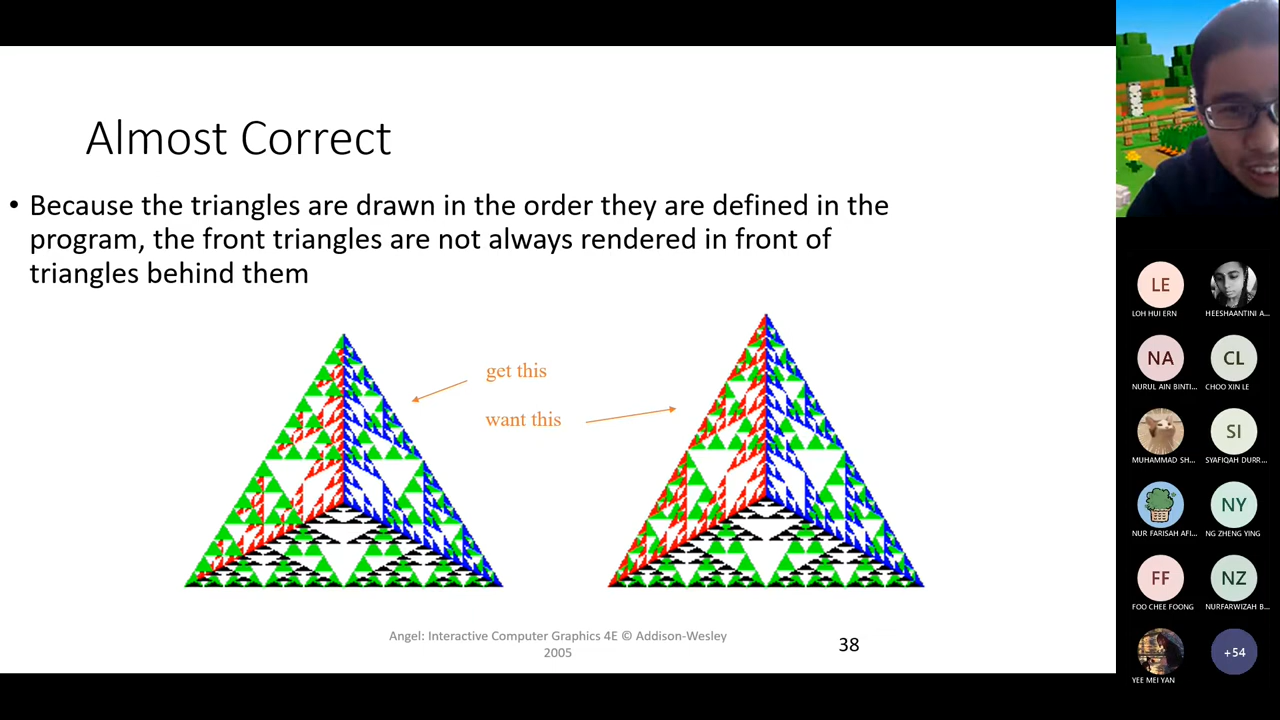 Almost Correct
• Because the triangles are drawn in the order they are defined in the
program, the front triangles are not always rendered in front of
triangles behind them
get this
want this
Angel: Interactive Computer Graphics 4E © Addison-Wesley
2005
38
LE
LOH HUI ERN
HEESHAANTINI A...
NA
NURUL AIN BINTI...
CL
CHOO XIN LE
MUHAMMAD SH...
SI
SYAFIQAH DURR...
NUR FARISAH AFI...
NY
NG ZHENG YING
FF
FOO CHEE FOONG
NZ
NURFARWIZAH B...
YEE MEI YAN
+54